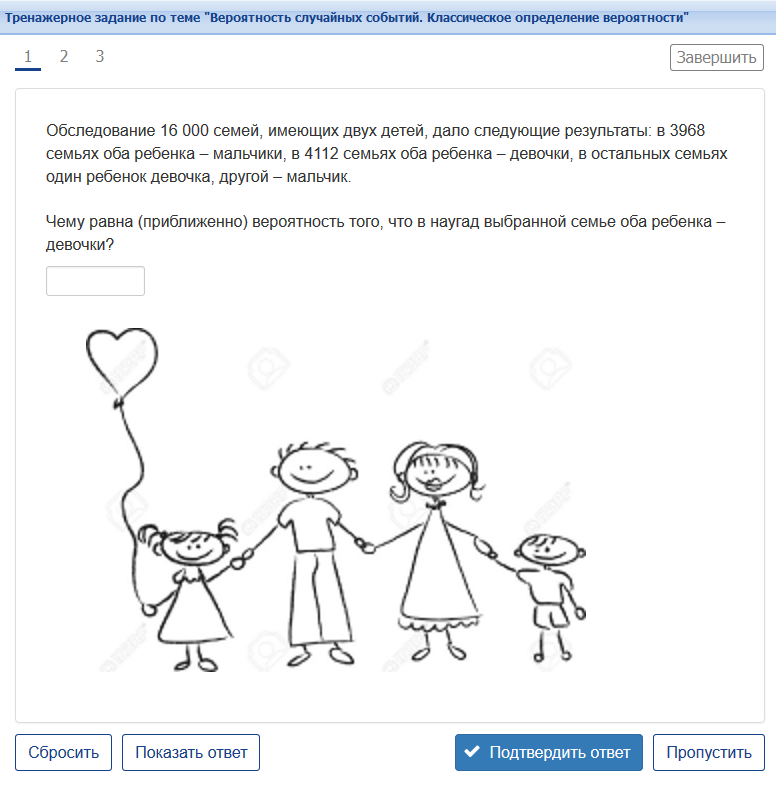 Тренажерное задание по теме "Вероятность случайных событий. Классическое определение вероятности"
1 2 3 Завершить
Обследование 16 000 семей, имеющих двух детей, дало следующие результаты: в 3968
семьях оба ребенка – мальчики, в 4112 семьях оба ребенка – девочки, в остальных семьях
один ребенок девочка, другой – мальчик.
Чему равна (приближенно) вероятность того, что в наугад выбранной семье оба ребенка –
девочки?
Сбросить Показать ответ Подтвердить ответ Пропустить